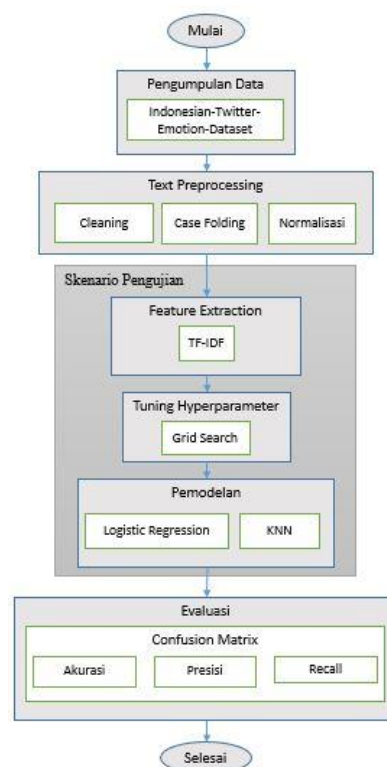 Mulai
Pengumpulan Data
Indonesian-Twitter-
Emotion-Dataset
Text Preprocessing
Cleaning
Case Folding
Normalisasi
Skenario Pengujian
Feature Extraction
TF-IDF
Tuning Hyperparameter
Grid Search
Pemodelan
Logistic Regression
KNN
Evaluasi
Confusion Matrix
Akurasi
Presisi
Recall
Selesai